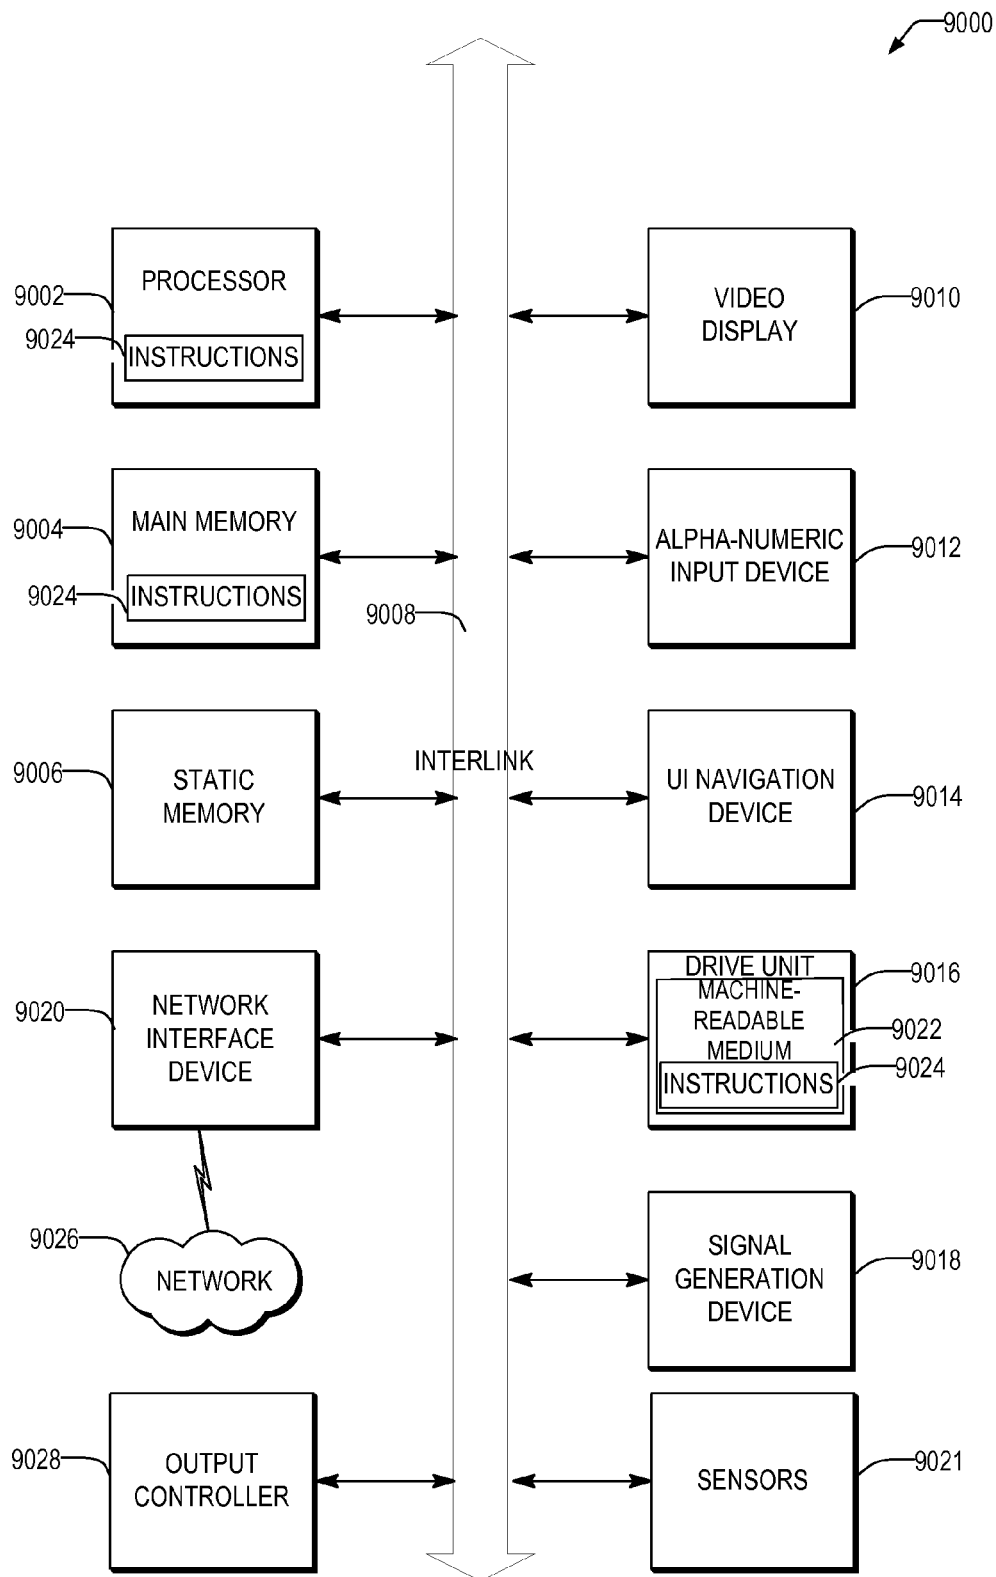 9000
PROCESSOR
9002
9024
INSTRUCTIONS
VIDEO
DISPLAY
9010
MAIN MEMORY
9004
9024
INSTRUCTIONS
9008
ALPHA-NUMERIC
INPUT DEVICE
9012
INTERLINK
9006
STATIC
MEMORY
UI NAVIGATION
DEVICE
9014
9020
NETWORK
INTERFACE
DEVICE
DRIVE UNIT
9016
MACHINE-
READABLE
MEDIUM
9022
INSTRUCTIONS
9024
9026
NETWORK
SIGNAL
GENERATION
DEVICE
9018
9028
OUTPUT
CONTROLLER
SENSORS
9021